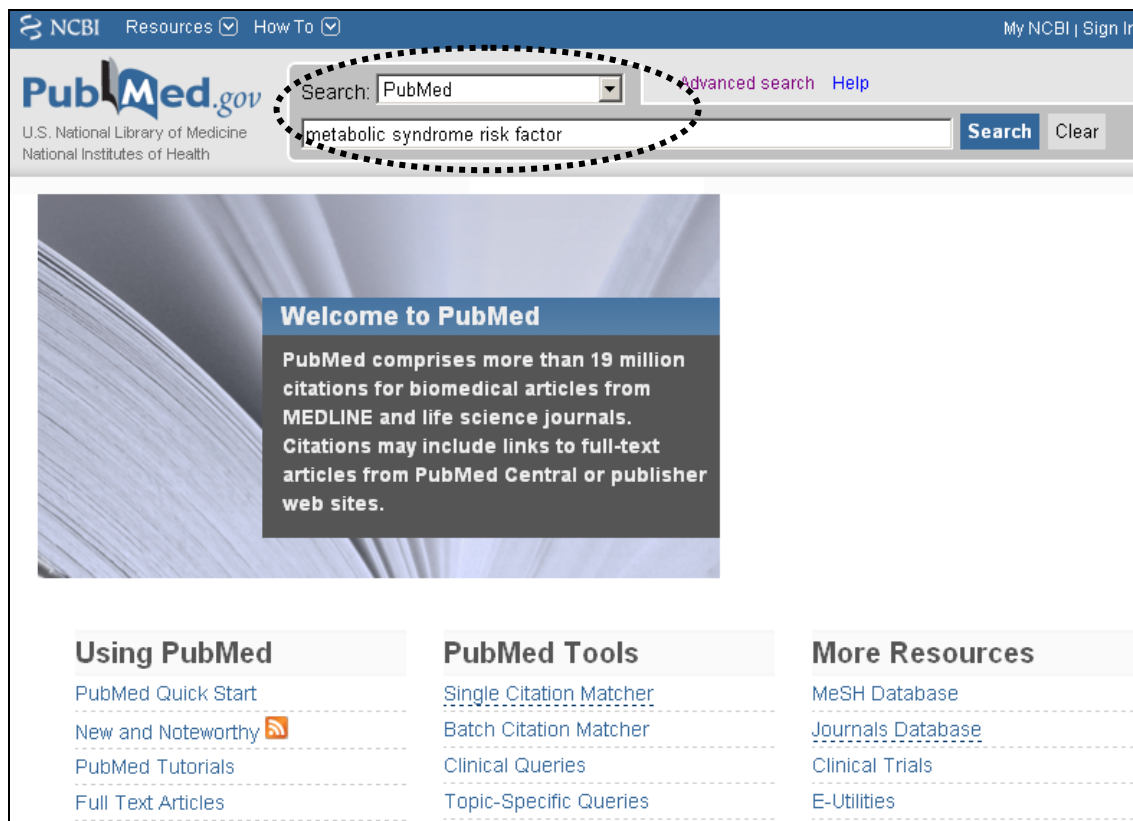 NCBI Resources How To My NCBI | Sign In
PubMed.gov
U.S. National Library of Medicine
National Institutes of Health
Search: PubMed
Advanced search Help
metabolic syndrome risk factor
Search Clear
Welcome to PubMed
PubMed comprises more than 19 million
citations for biomedical articles from
MEDLINE and life science journals.
Citations may include links to full-text
articles from PubMed Central or publisher
web sites.
Using PubMed
PubMed Quick Start
New and Noteworthy
PubMed Tutorials
Full Text Articles
PubMed Tools
Single Citation Matcher
Batch Citation Matcher
Clinical Queries
Topic-Specific Queries
More Resources
MeSH Database
Journals Database
Clinical Trials
E-Utilities